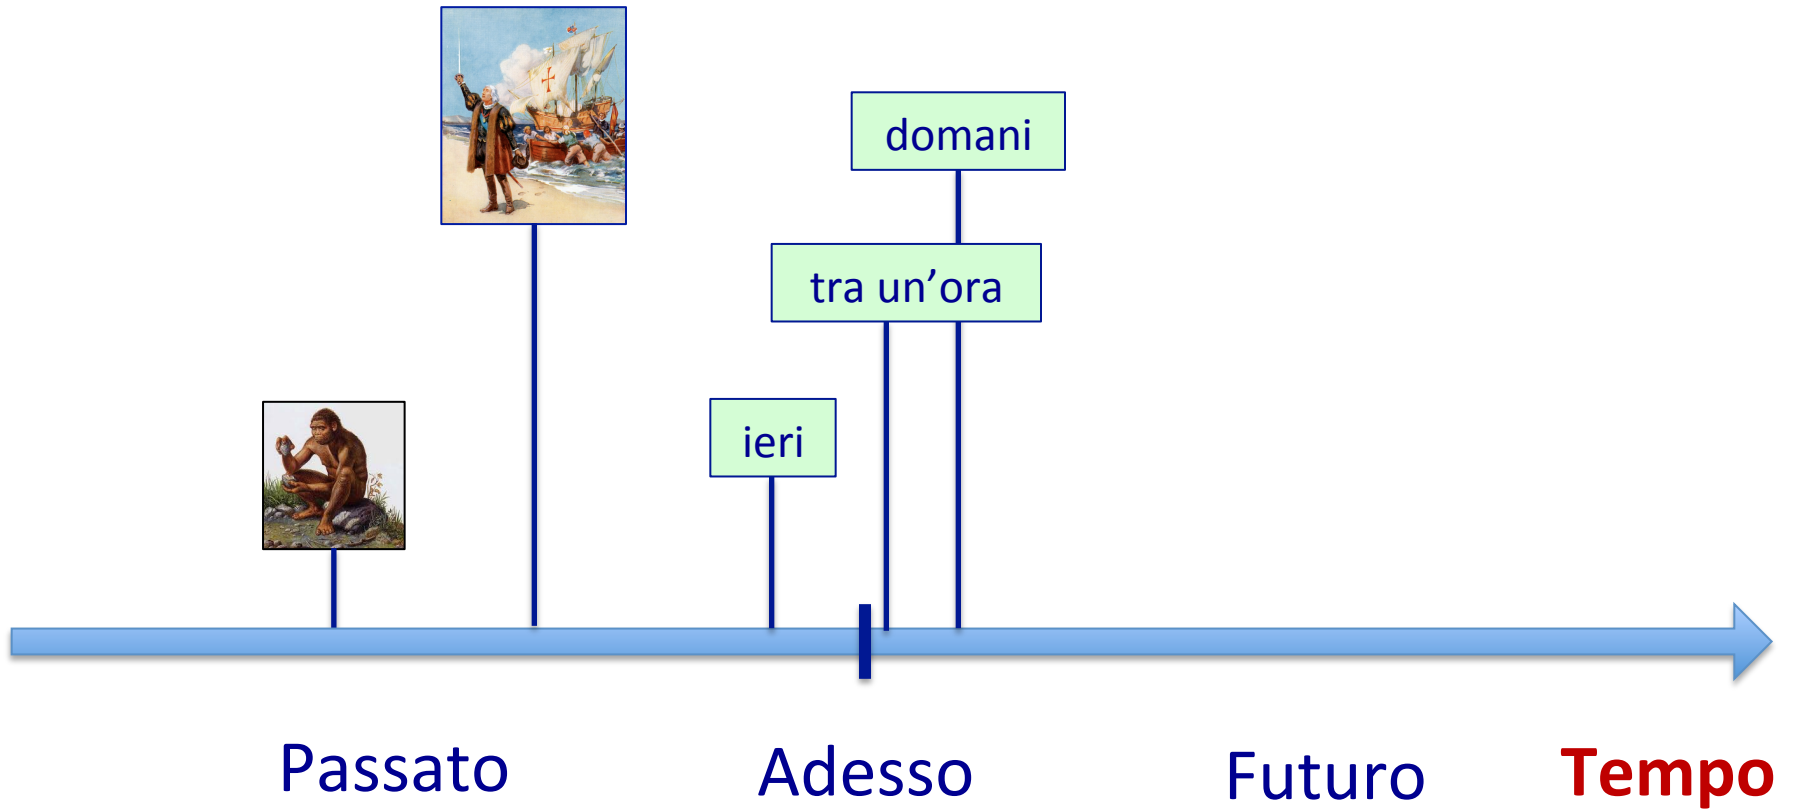 domani
tra un’ora
ieri
Passato
Adesso
Futuro
Tempo